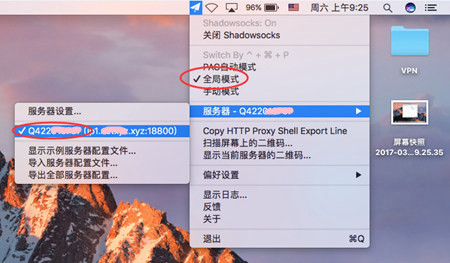 96% 周六 上午9:25
Shadowsocks: On
关闭 Shadowsocks
Switch By ^ + ⌘ + P
PAC自动模式
全局模式
手动模式
服务器 - Q4220
Copy HTTP Proxy Shell Export Line
扫描屏幕上的二维码...
显示当前服务器的二维码...
偏好设置
显示日志...
反馈
关于
退出 ⌘Q
服务器设置...
Q422 .xyz:18800)
显示示例服务器配置文件...
导入服务器配置文件...
导出全部服务器配置...
VPN
屏幕快照
2017-03...9.25.35